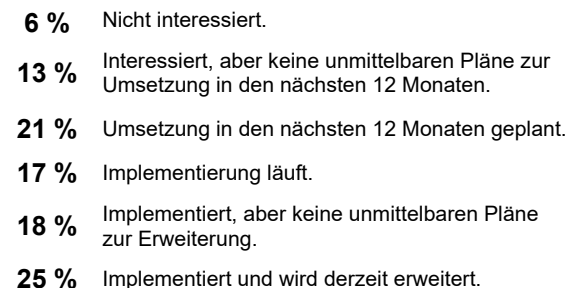 6 % Nicht interessiert.
13 % Interessiert, aber keine unmittelbaren Pläne zur
Umsetzung in den nächsten 12 Monaten.
21 % Umsetzung in den nächsten 12 Monaten geplant.
17 % Implementierung läuft.
18 % Implementiert, aber keine unmittelbaren Pläne
zur Erweiterung.
25 % Implementiert und wird derzeit erweitert.